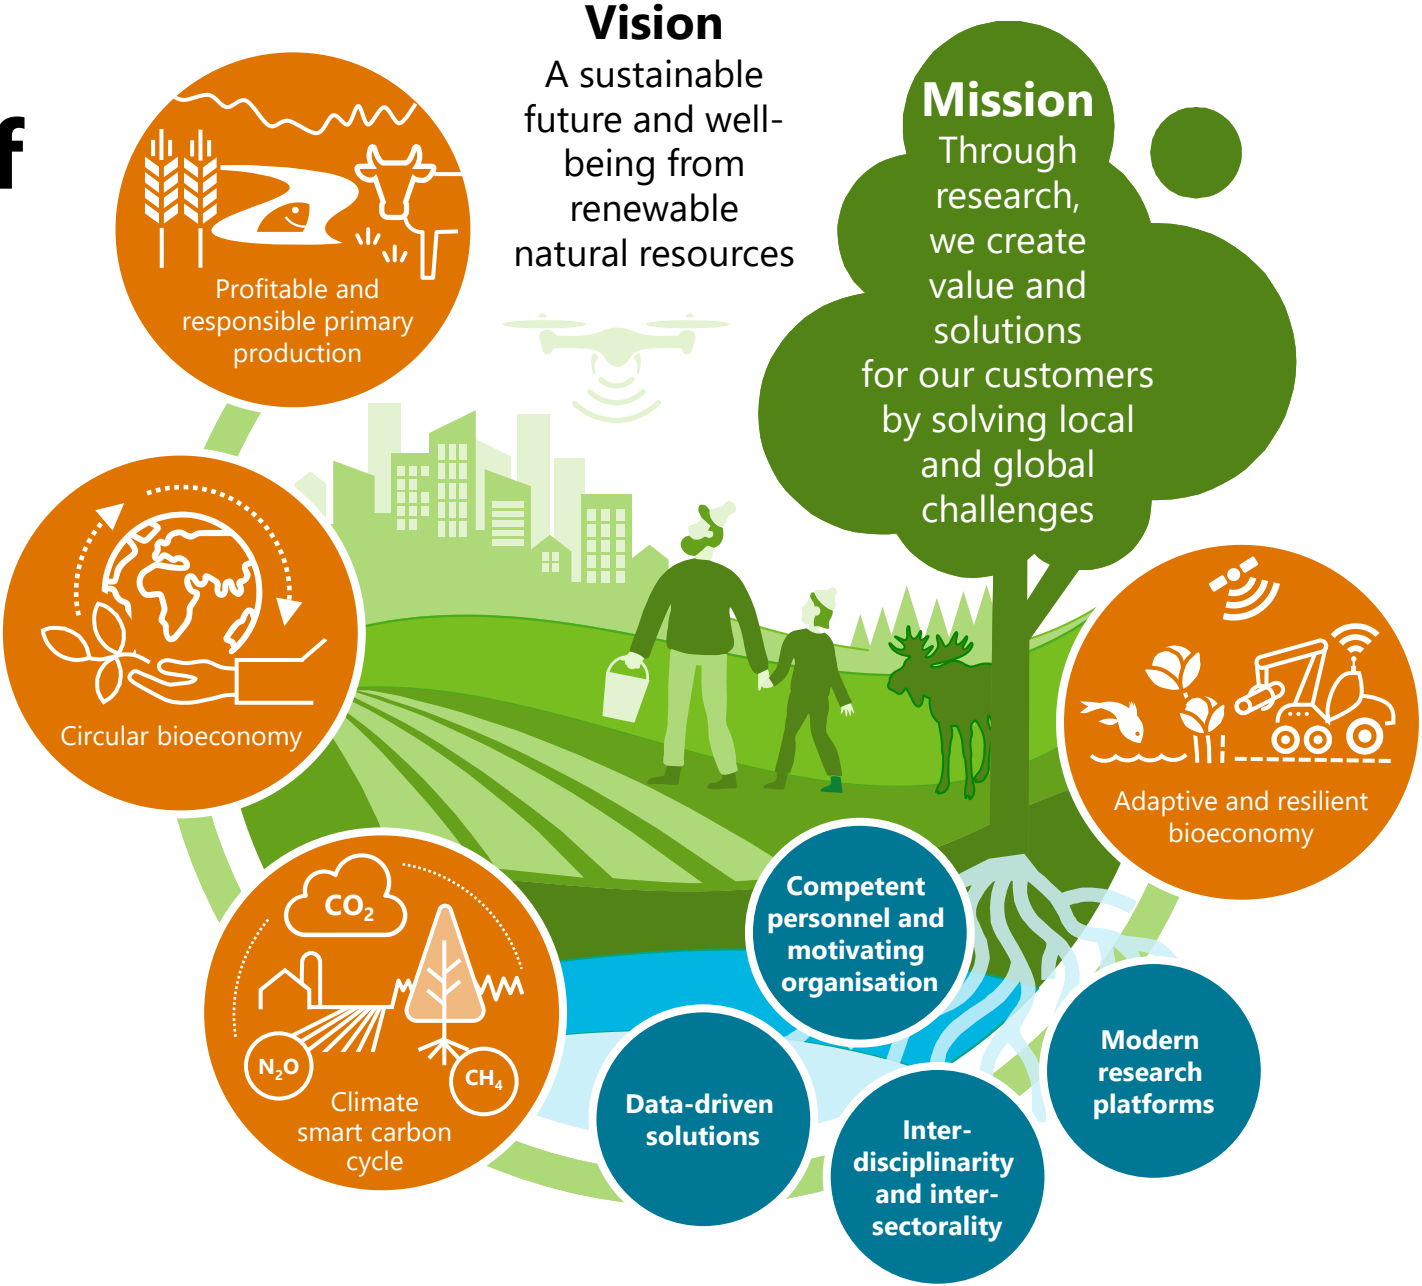 f
Vision
A sustainable
future and well-
being from
renewable
natural resources
Mission
Through
research,
we create
value and
solutions
for our customers
by solving local
and global
challenges
Profitable and
responsible primary
production
Circular bioeconomy
CO₂
N₂O
CH₄
Climate
smart carbon
cycle
Adaptive and resilient
bioeconomy
Competent
personnel and
motivating
organisation
Data-driven
solutions
Inter-
disciplinarity
and inter-
sectorality
Modern
research
platforms